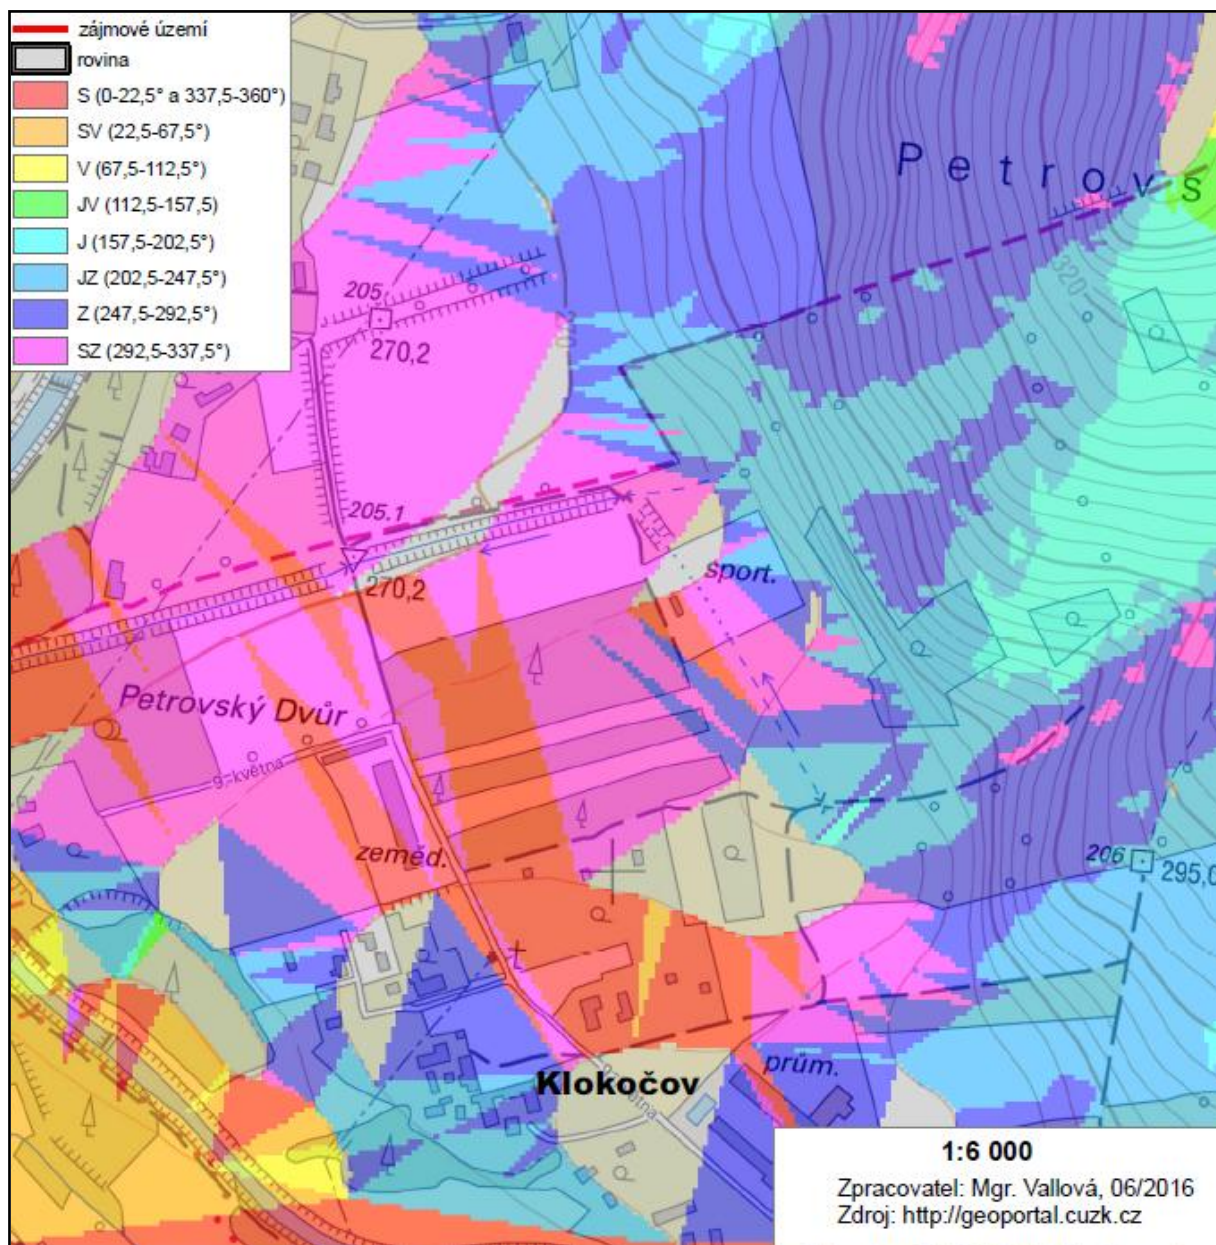 zájmové území
rovina
S (0-22,5° a 337,5-360°)
SV (22,5-67,5°)
V (67,5-112,5°)
JV (112,5-157,5)
J (157,5-202,5°)
JZ (202,5-247,5°)
Z (247,5-292,5°)
SZ (292,5-337,5°)
Petrovs
320
205
270,2
205.1
270,2
sport.
Petrovský Dvůr
9. května
zeměd.
206
295,0
Klokočov
prům.
1:6 000
Zpracovatel: Mgr. Vallová, 06/2016
Zdroj: http://geoportal.cuzk.cz